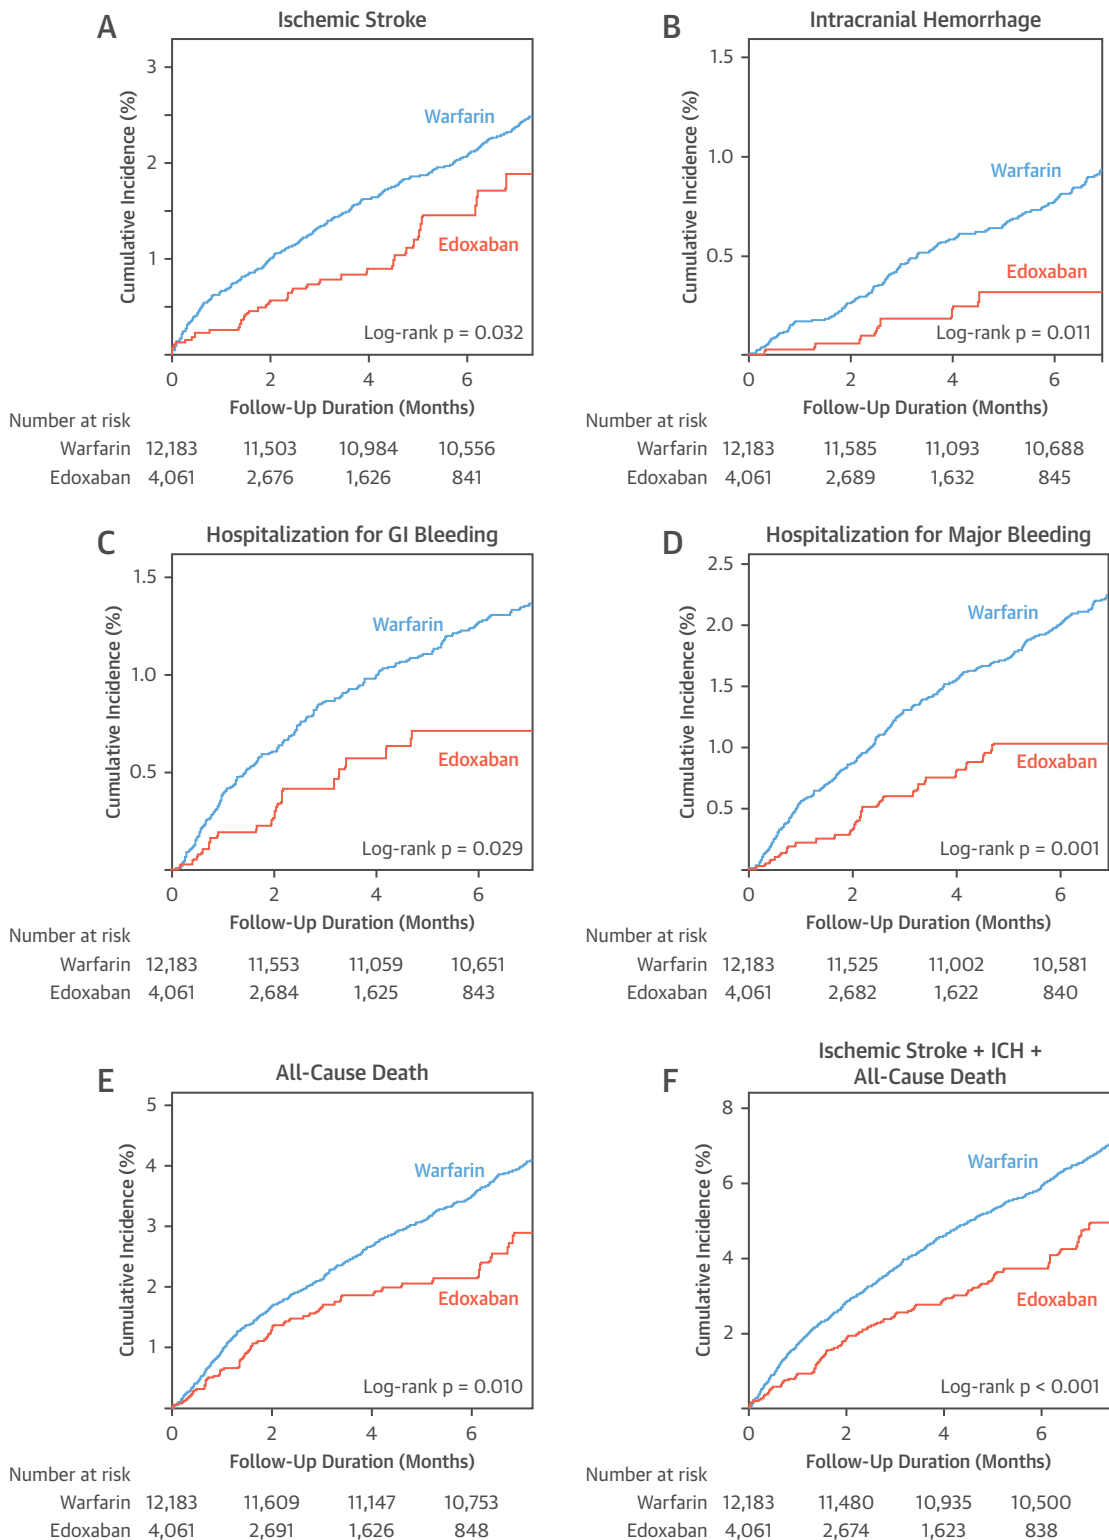 A
Ischemic Stroke
Cumulative Incidence (%)
3
2
1
Warfarin
Edoxaban
Log-rank p = 0.032
0 2 4 6
Follow-Up Duration (Months)
Number at risk
Warfarin 12,183 11,503 10,984 10,556
Edoxaban 4,061 2,676 1,626 841
B
Intracranial Hemorrhage
Cumulative Incidence (%)
1.5
1.0
0.5
Warfarin
Edoxaban
Log-rank p = 0.011
0 2 4 6
Follow-Up Duration (Months)
Number at risk
Warfarin 12,183 11,585 11,093 10,688
Edoxaban 4,061 2,689 1,632 845
C
Hospitalization for GI Bleeding
Cumulative Incidence (%)
1.5
1.0
0.5
Warfarin
Edoxaban
Log-rank p = 0.029
0 2 4 6
Follow-Up Duration (Months)
Number at risk
Warfarin 12,183 11,553 11,059 10,651
Edoxaban 4,061 2,684 1,625 843
D
Hospitalization for Major Bleeding
Cumulative Incidence (%)
2.5
2.0
1.5
1.0
0.5
Warfarin
Edoxaban
Log-rank p = 0.001
0 2 4 6
Follow-Up Duration (Months)
Number at risk
Warfarin 12,183 11,525 11,002 10,581
Edoxaban 4,061 2,682 1,622 840
E
All-Cause Death
Cumulative Incidence (%)
5
4
3
2
1
Warfarin
Edoxaban
Log-rank p = 0.010
0 2 4 6
Follow-Up Duration (Months)
Number at risk
Warfarin 12,183 11,609 11,147 10,753
Edoxaban 4,061 2,691 1,626 848
F
Ischemic Stroke + ICH +
All-Cause Death
Cumulative Incidence (%)
8
6
4
2
Warfarin
Edoxaban
Log-rank p < 0.001
0 2 4 6
Follow-Up Duration (Months)
Number at risk
Warfarin 12,183 11,480 10,935 10,500
Edoxaban 4,061 2,674 1,623 838